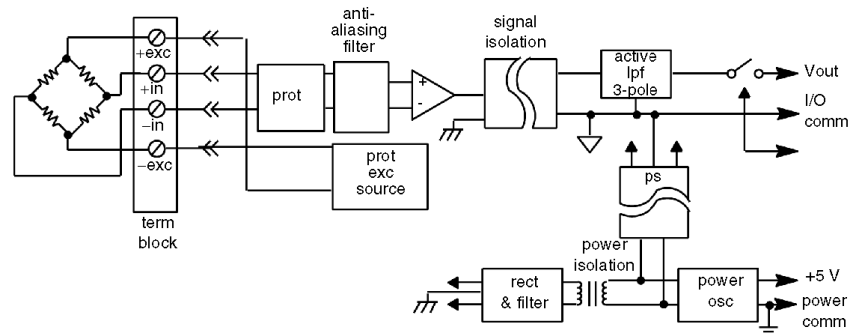 anti-
aliasing
filter
signal
isolation
+exc
+in
−in
−exc
term
block
prot
+
-
prot
exc
source
active
lpf
3-pole
Vout
I/O
comm
ps
power
isolation
rect
& filter
power
osc
+5 V
power
comm